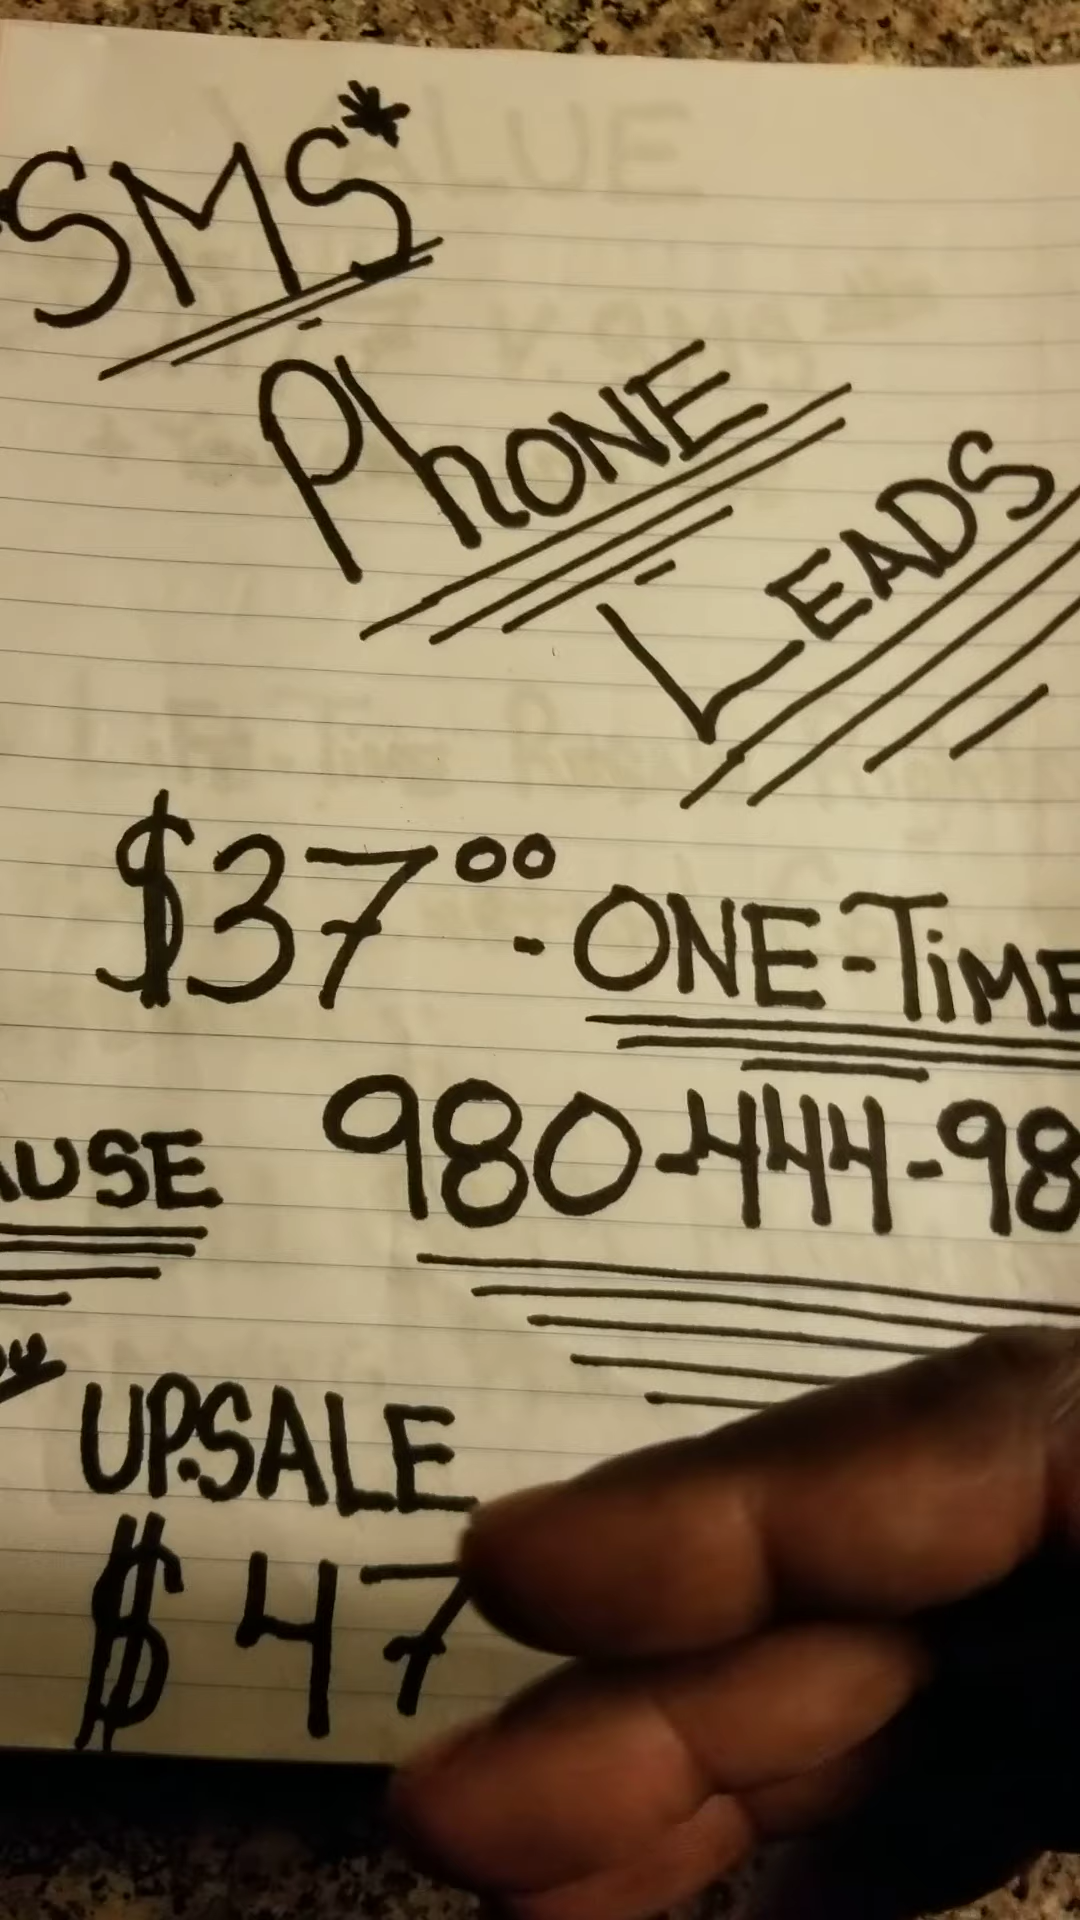 SMS*
PhONE
LEADS
$37.00 - ONE-TiME
980-444-98
USE
UPSALE
$47